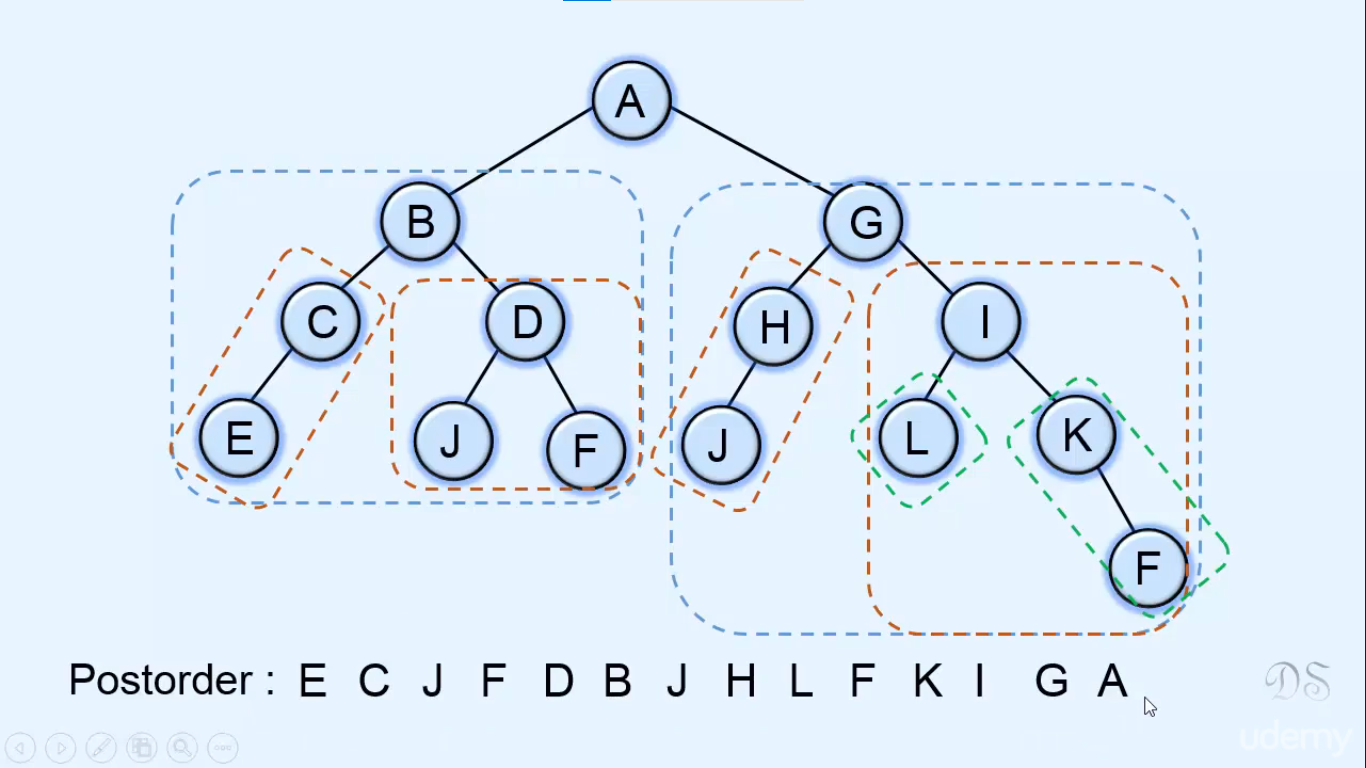 A
B G
C D H I
E J F J L K
F
Postorder : E C J F D B J H L F K I G A
DS
udemy